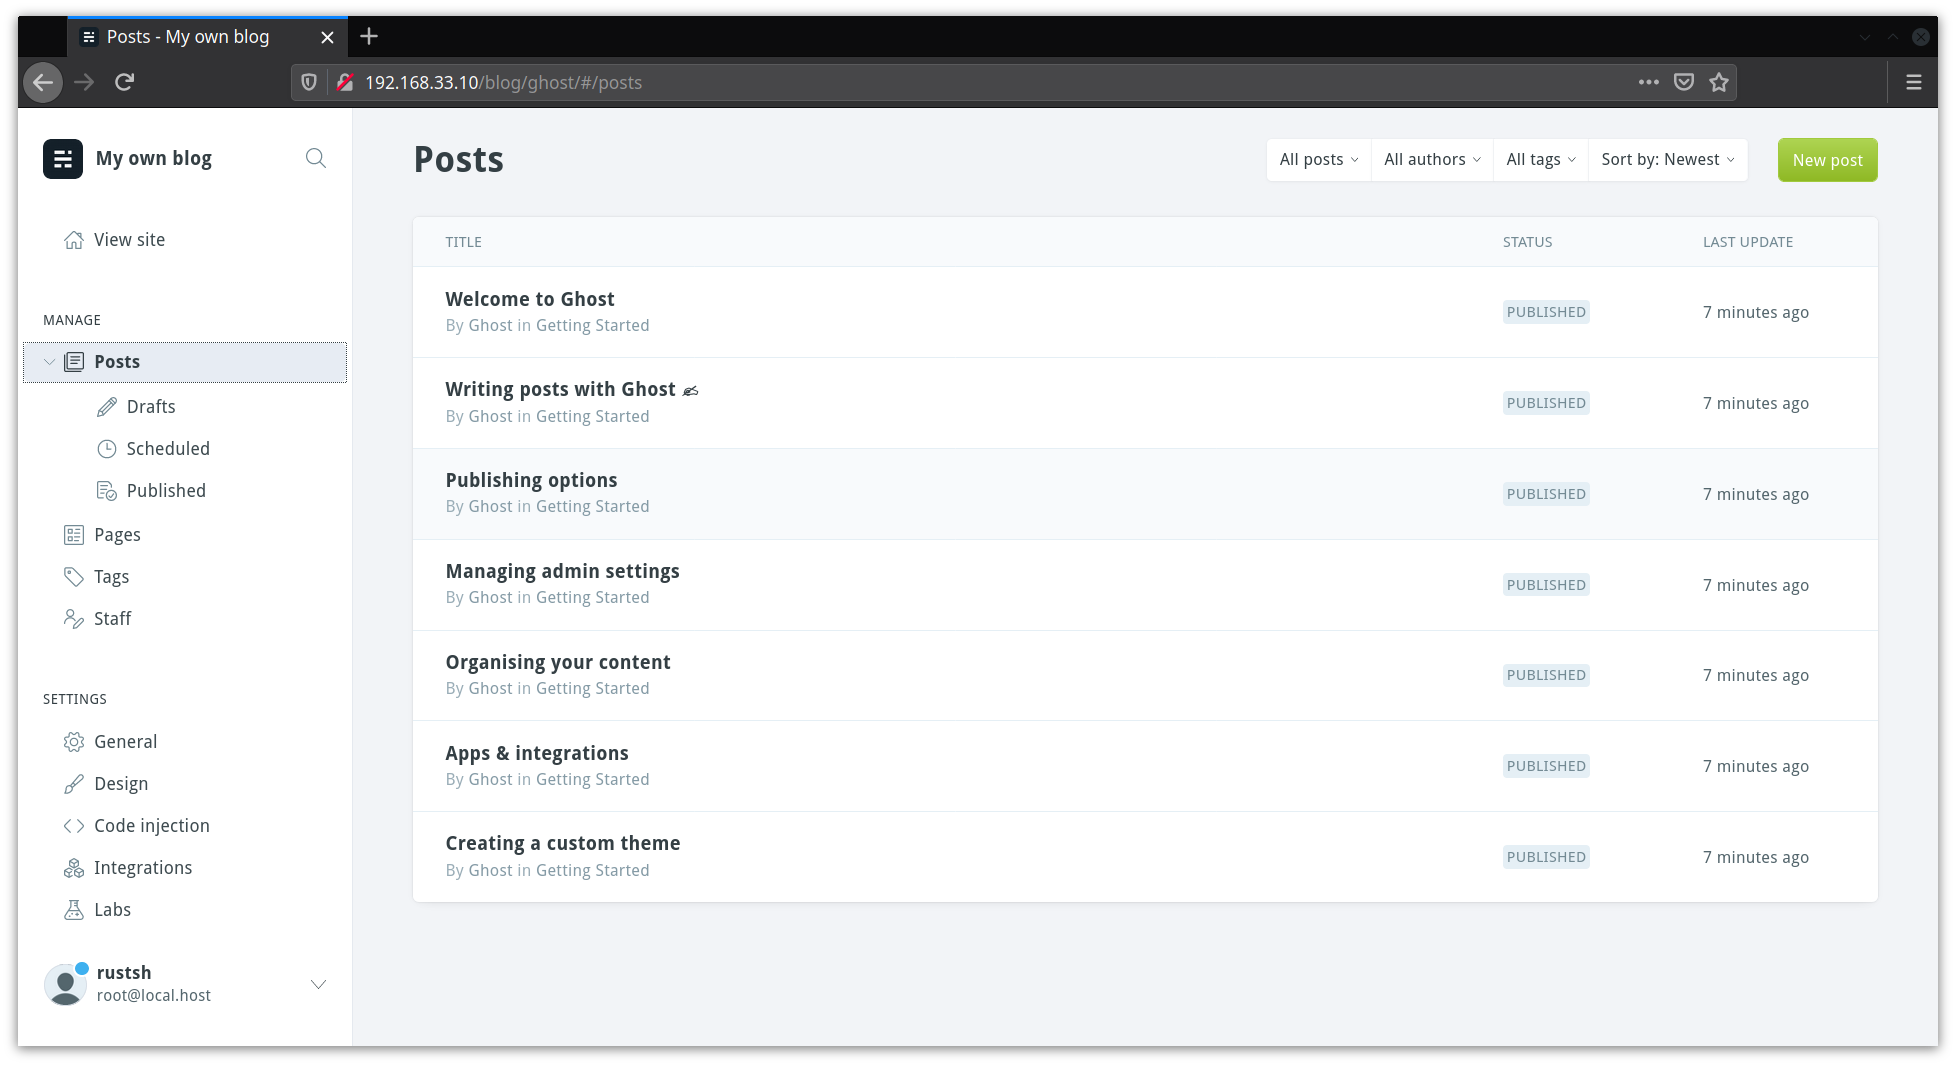 Posts - My own blog
192.168.33.10/blog/ghost/#/posts
My own blog
View site
MANAGE
Posts
Drafts
Scheduled
Published
Pages
Tags
Staff
SETTINGS
General
Design
Code injection
Integrations
Labs
rustsh
root@local.host
Posts
All posts
All authors
All tags
Sort by: Newest
New post
TITLE STATUS LAST UPDATE
Welcome to Ghost
By Ghost in Getting Started
PUBLISHED
7 minutes ago
Writing posts with Ghost ✍
By Ghost in Getting Started
PUBLISHED
7 minutes ago
Publishing options
By Ghost in Getting Started
PUBLISHED
7 minutes ago
Managing admin settings
By Ghost in Getting Started
PUBLISHED
7 minutes ago
Organising your content
By Ghost in Getting Started
PUBLISHED
7 minutes ago
Apps & integrations
By Ghost in Getting Started
PUBLISHED
7 minutes ago
Creating a custom theme
By Ghost in Getting Started
PUBLISHED
7 minutes ago